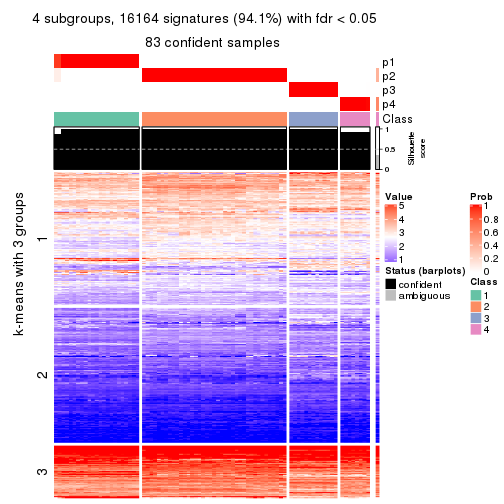 4 subgroups, 16164 signatures (94.1%) with fdr < 0.05
83 confident samples
p1
p2
p3
p4
Class
1
0.5
0
Silhouette
score
k-means with 3 groups
1
2
3
Value
5
4
3
2
1
Status (barplots)
confident
ambiguous
Prob
1
0.8
0.6
0.4
0.2
0
Class
1
2
3
4